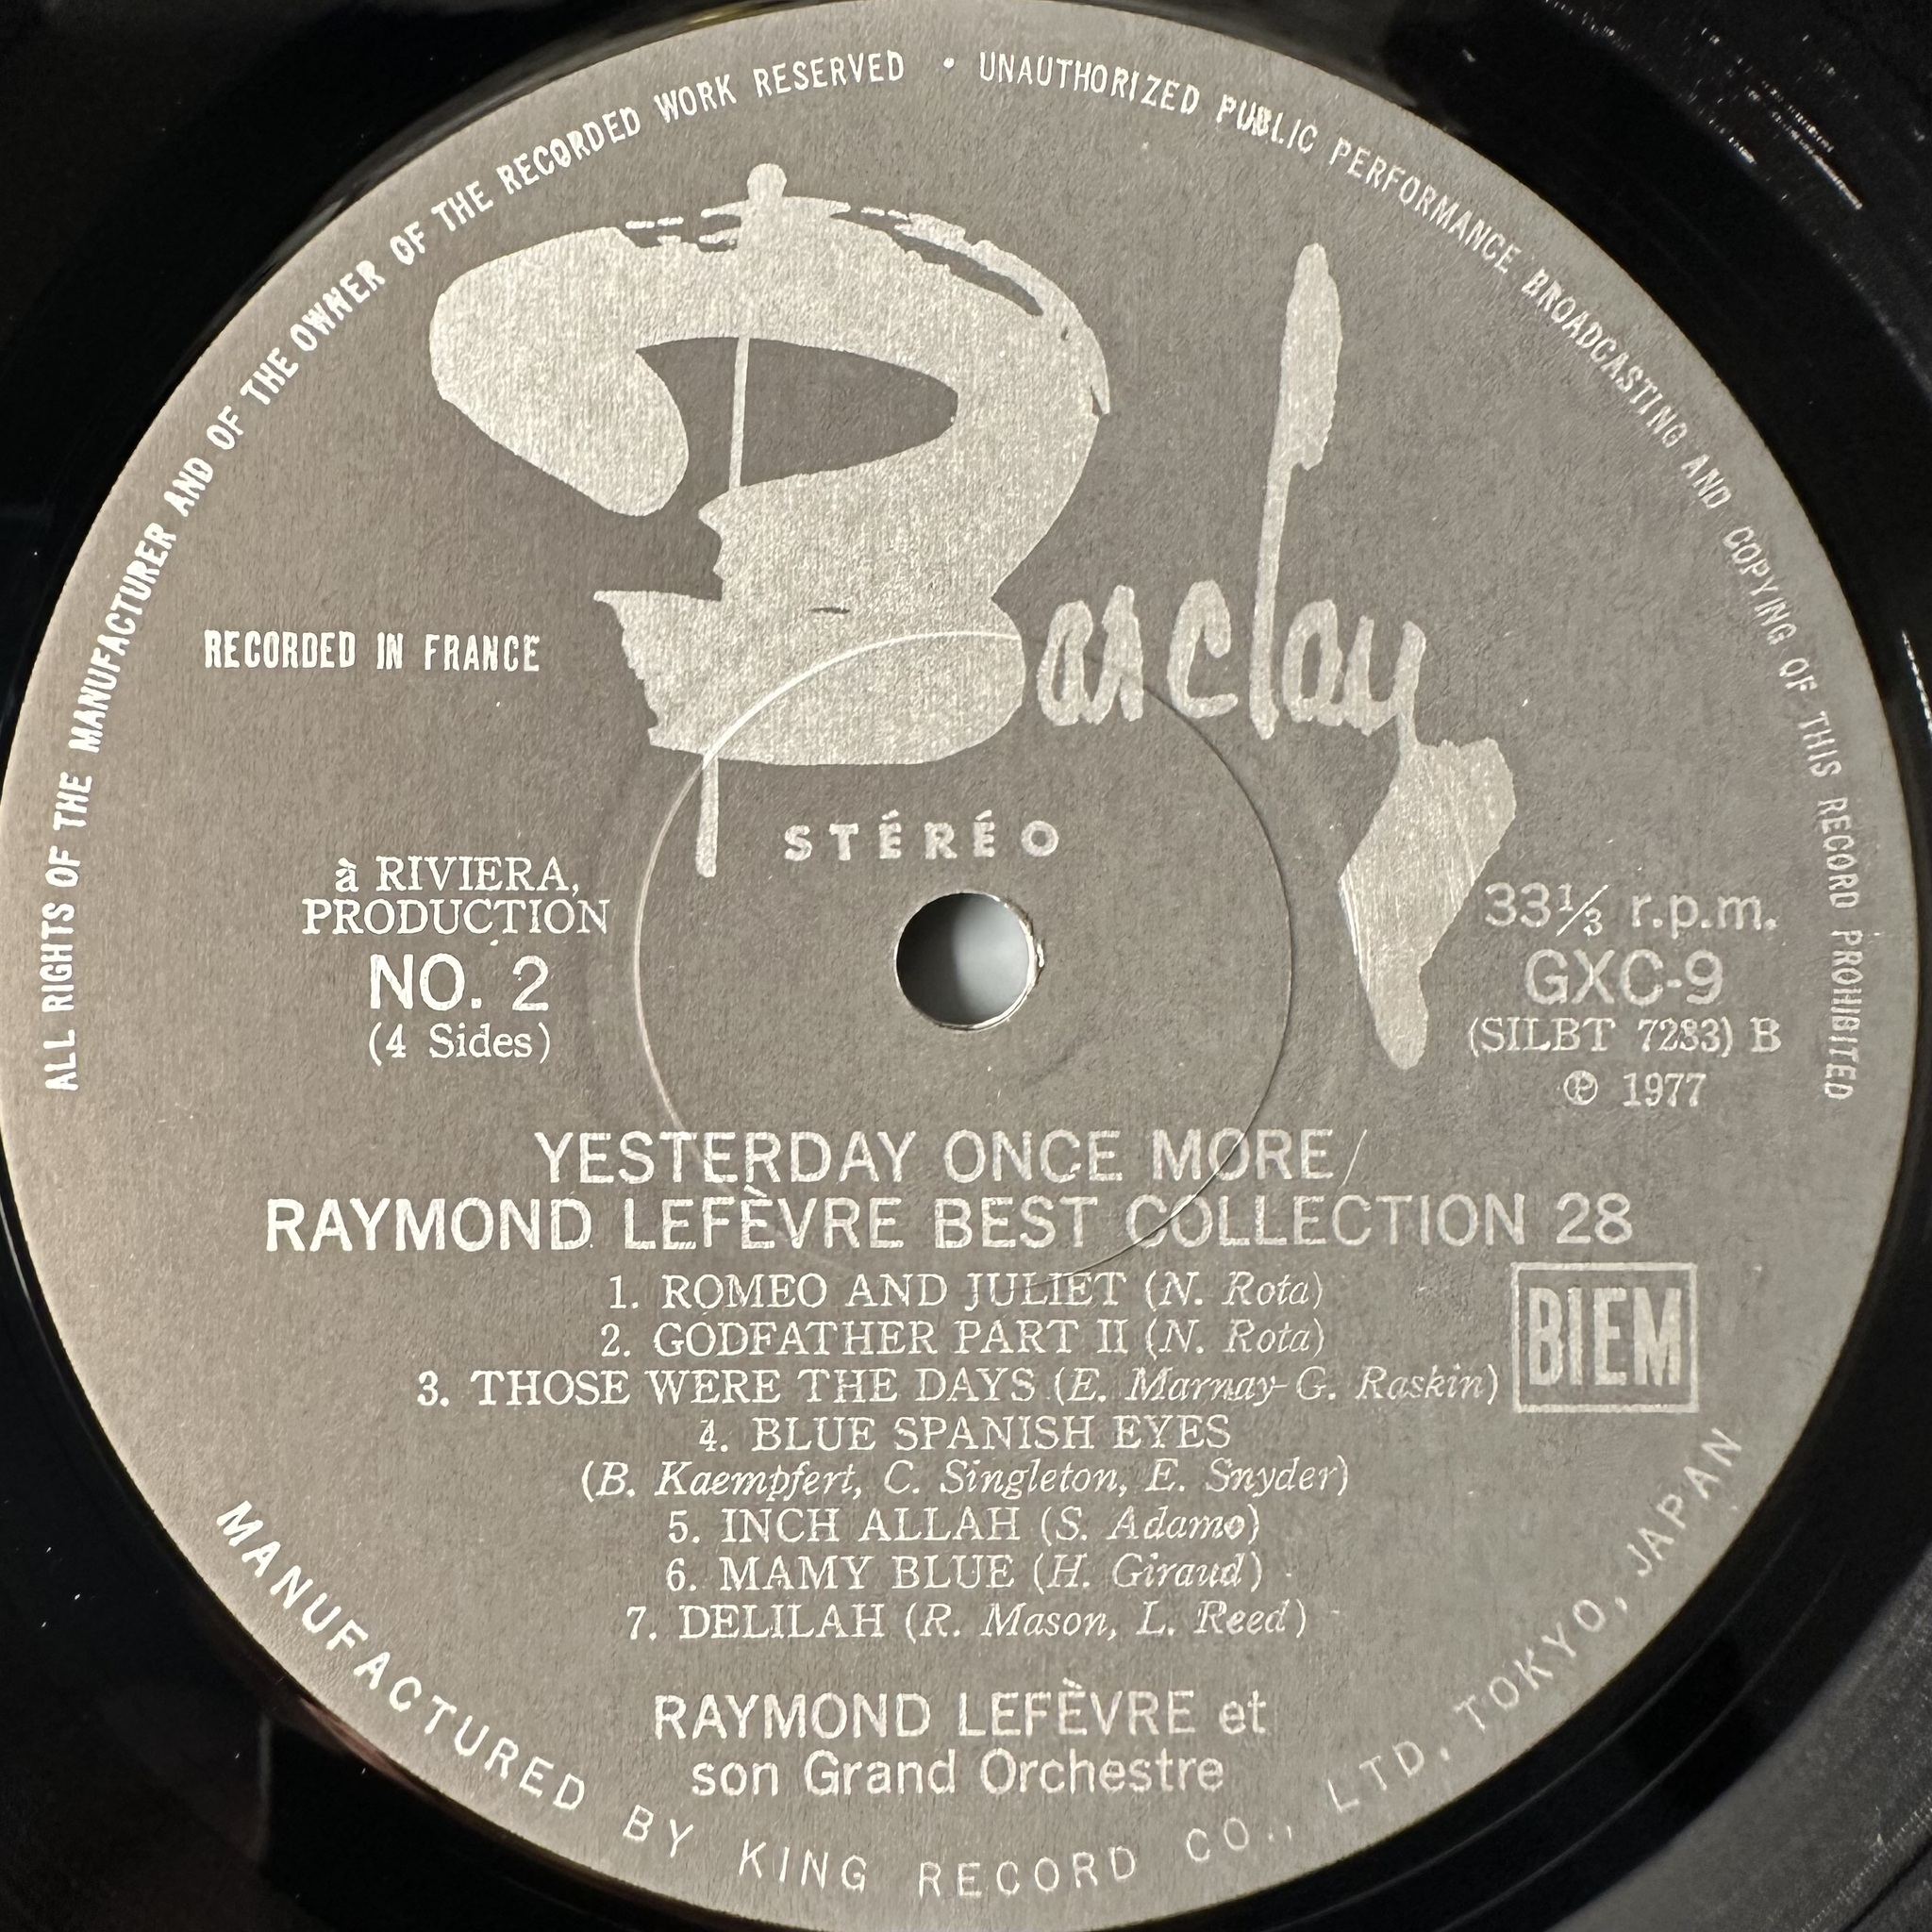 ALL RIGHTS OF THE MANUFACTURER AND OF THE OWNER OF THE RECORDED WORK RESERVED • UNAUTHORIZED PUBLIC PERFORMANCE BROADCASTING AND COPYING OF THIS RECORD PROHIBITED
Barclay
RECORDED IN FRANCE
STÉRÉO
à RIVIERA,
PRODUCTION
NO. 2
(4 Sides)
33⅓ r.p.m.
GXC-9
(SILBT 7283) B
℗ 1977
YESTERDAY ONCE MORE/
RAYMOND LEFÈVRE BEST COLLECTION 28
1. ROMEO AND JULIET (N. Rota)
2. GODFATHER PART II (N. Rota)
3. THOSE WERE THE DAYS (E. Marnay-G. Raskin)
4. BLUE SPANISH EYES
(B. Kaempfert, C. Singleton, E. Snyder)
5. INCH ALLAH (S. Adamo)
6. MAMY BLUE (H. Giraud)
7. DELILAH (R. Mason, L. Reed)
BIEM
RAYMOND LEFÈVRE et
son Grand Orchestre
MANUFACTURED BY KING RECORD CO., LTD. TOKYO, JAPAN